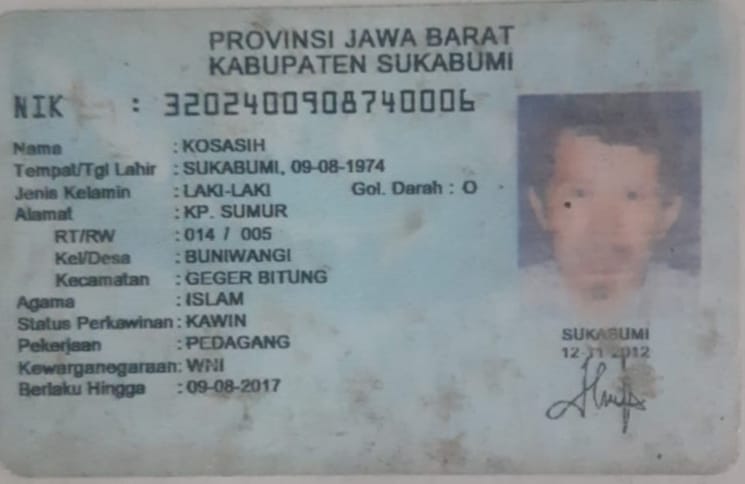 PROVINSI JAWA BARAT
KABUPATEN SUKABUMI
NIK : 3202400908740006
Nama : KOSASIH
Tempat/Tgl Lahir : SUKABUMI, 09-08-1974
Jenis Kelamin : LAKI-LAKI Gol. Darah : O
Alamat : KP. SUMUR
RT/RW : 014 / 005
Kel/Desa : BUNIWANGI
Kecamatan : GEGER BITUNG
Agama : ISLAM
Status Perkawinan : KAWIN
Pekerjaan : PEDAGANG
Kewarganegaraan: WNI
Berlaku Hingga : 09-08-2017
SUKABUMI
12-11-2012